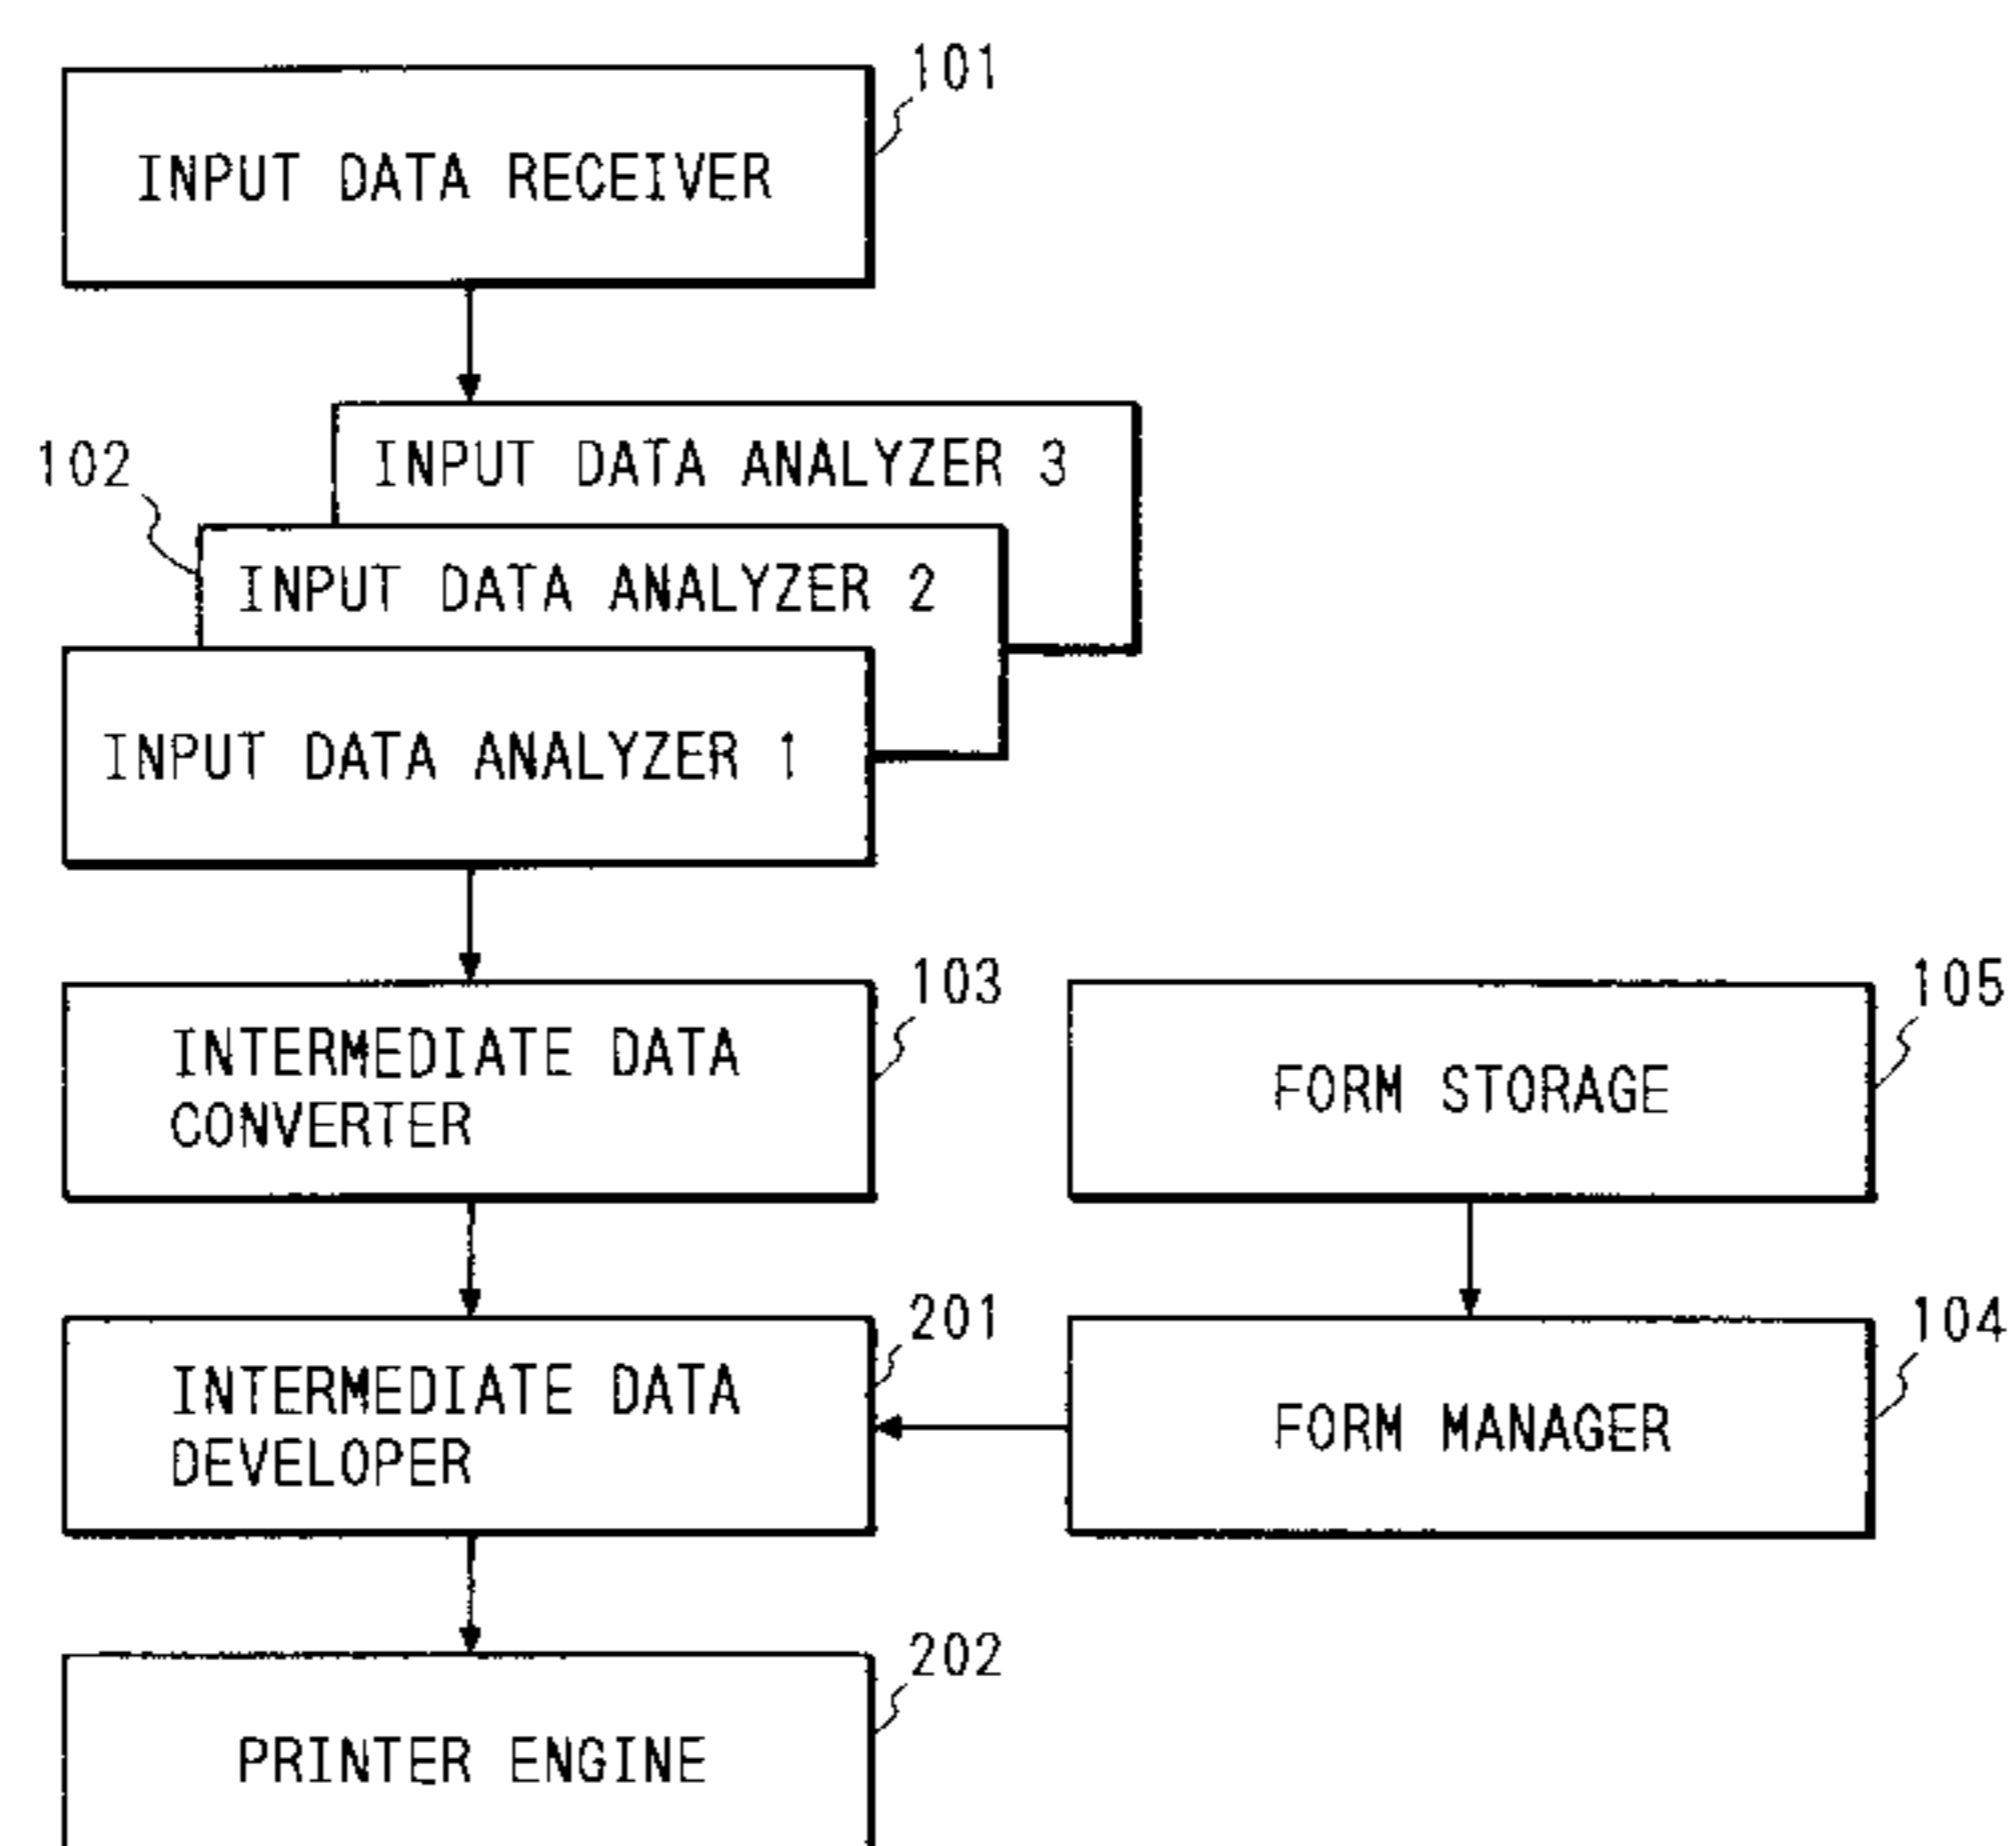 101
INPUT DATA RECEIVER
102
INPUT DATA ANALYZER 3
INPUT DATA ANALYZER 2
INPUT DATA ANALYZER 1
103
INTERMEDIATE DATA
CONVERTER
105
FORM STORAGE
201
INTERMEDIATE DATA
DEVELOPER
104
FORM MANAGER
202
PRINTER ENGINE